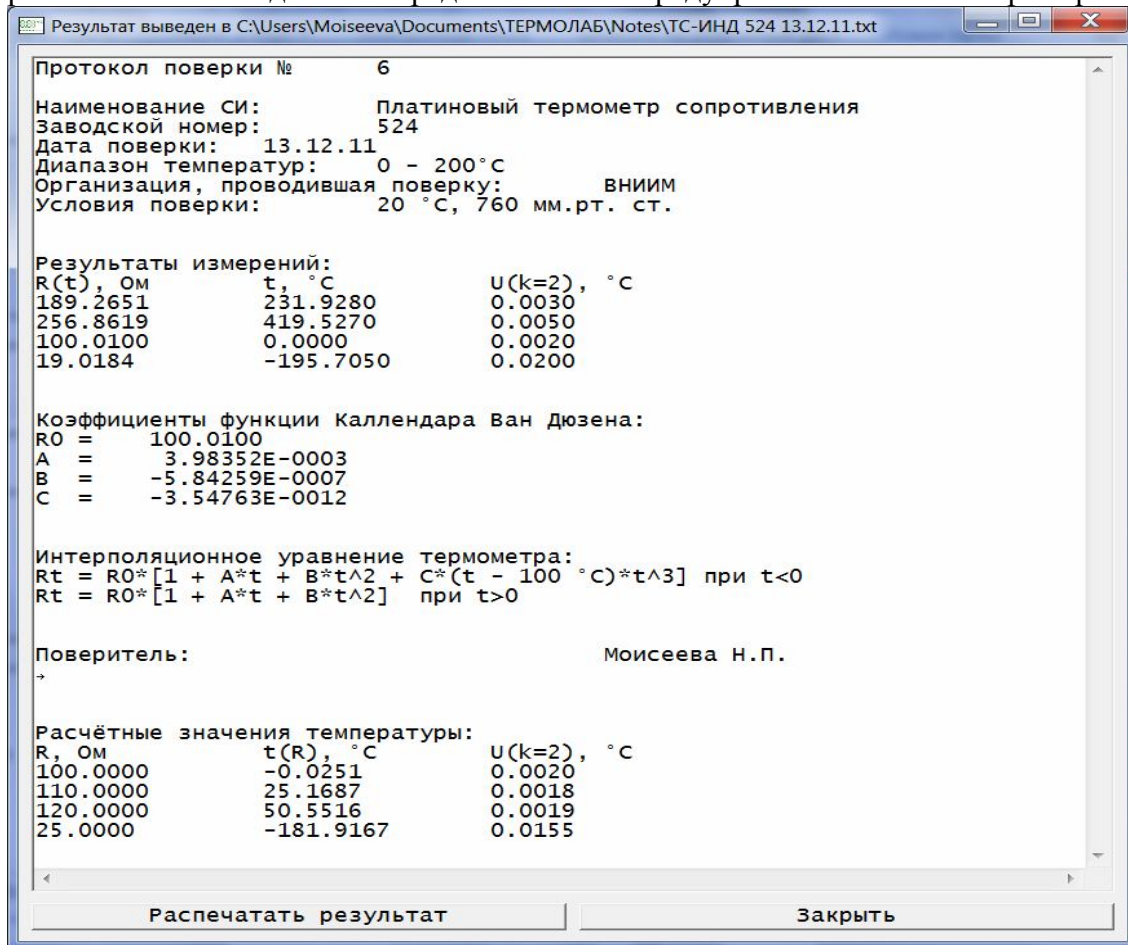 Результат выведен в C:\Users\Moiseeva\Documents\ТЕРМОЛАБ\Notes\ТС-ИНД 524 13.12.11.txt
Протокол поверки № 6
Наименование СИ: Платиновый термометр сопротивления
Заводской номер: 524
Дата поверки: 13.12.11
Диапазон температур: 0 - 200°C
Организация, проводившая поверку: ВНИИМ
Условия поверки: 20 °C, 760 мм.рт. ст.
Результаты измерений:
R(t), Ом t, °C U(k=2), °C
189.2651 231.9280 0.0030
256.8619 419.5270 0.0050
100.0100 0.0000 0.0020
19.0184 -195.7050 0.0200
Коэффициенты функции Каллендара Ван Дюзена:
R0 = 100.0100
A = 3.98352E-0003
B = -5.84259E-0007
C = -3.54763E-0012
Интерполяционное уравнение термометра:
Rt = R0*[1 + A*t + B*t^2 + C*(t - 100 °C)*t^3] при t<0
Rt = R0*[1 + A*t + B*t^2] при t>0
Поверитель: Моисеева Н.П.
→
Расчётные значения температуры:
R, Ом t(R), °C U(k=2), °C
100.0000 -0.0251 0.0020
110.0000 25.1687 0.0018
120.0000 50.5516 0.0019
25.0000 -181.9167 0.0155
Распечатать результат Закрыть